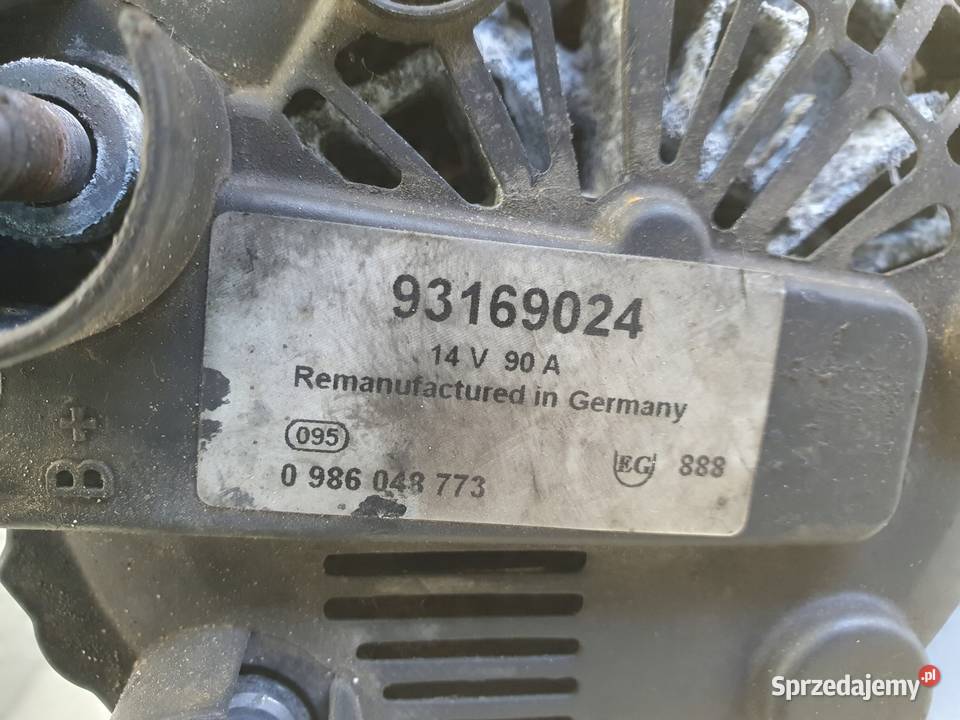 93169024
14 V 90 A
Remanufactured in Germany
095
EG 888
0 986 048 773
B+
Sprzedajemy.pl